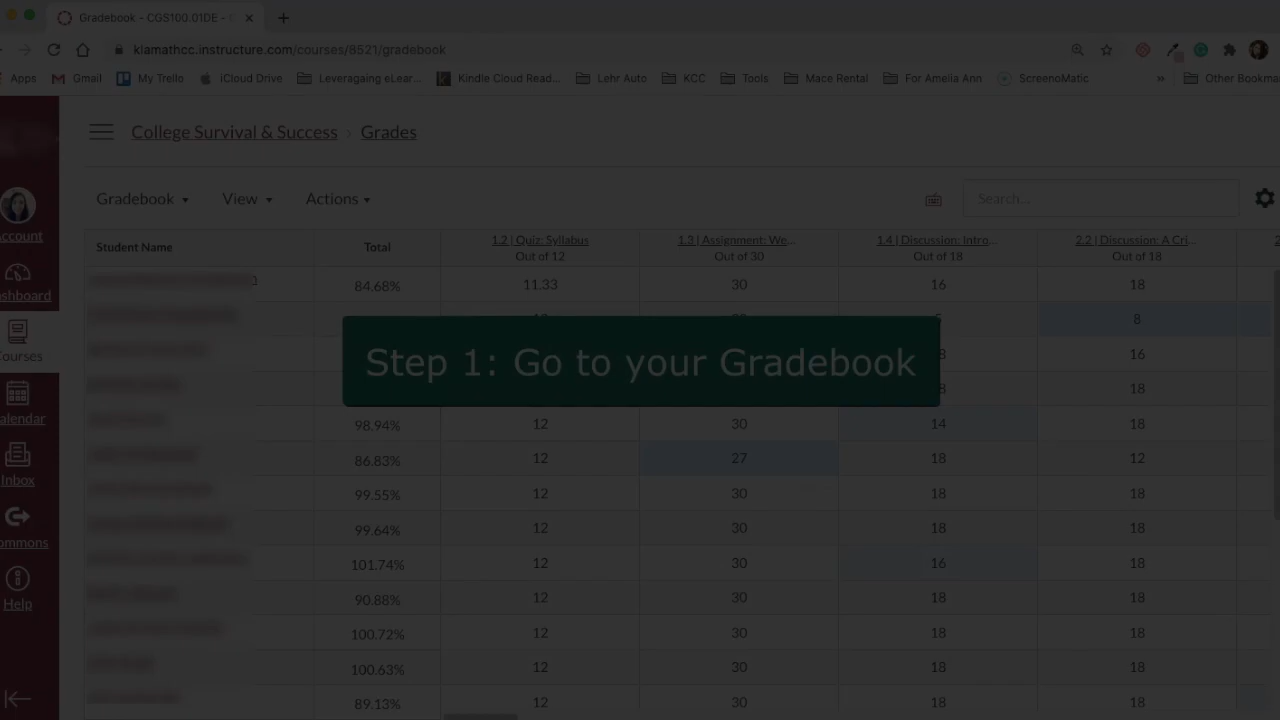 Gradebook - CGS100.01DE -
klamathcc.instructure.com/courses/8521/gradebook
Apps Gmail My Trello iCloud Drive Leveragaing eLear... Kindle Cloud Read... Lehr Auto KCC Tools Mace Rental For Amelia Ann ScreenoMatic » Other Bookma
College Survival & Success › Grades
Gradebook View Actions Search...
Student Name Total 1.2 | Quiz: Syllabus 1.3 | Assignment: We... 1.4 | Discussion: Intro... 2.2 | Discussion: A Cri...
Out of 12 Out of 30 Out of 18 Out of 18
84.68% 11.33 30 16 18
8
Step 1: Go to your Gradebook
16
18
98.94% 12 30 14 18
86.83% 12 27 18 12
99.55% 12 30 18 18
99.64% 12 30 18 18
101.74% 12 30 16 18
90.88% 12 30 18 18
100.72% 12 30 18 18
100.63% 12 30 18 18
89.13% 12 30 18 18
ccount
ashboard
ourses
alendar
Inbox
ommons
Help